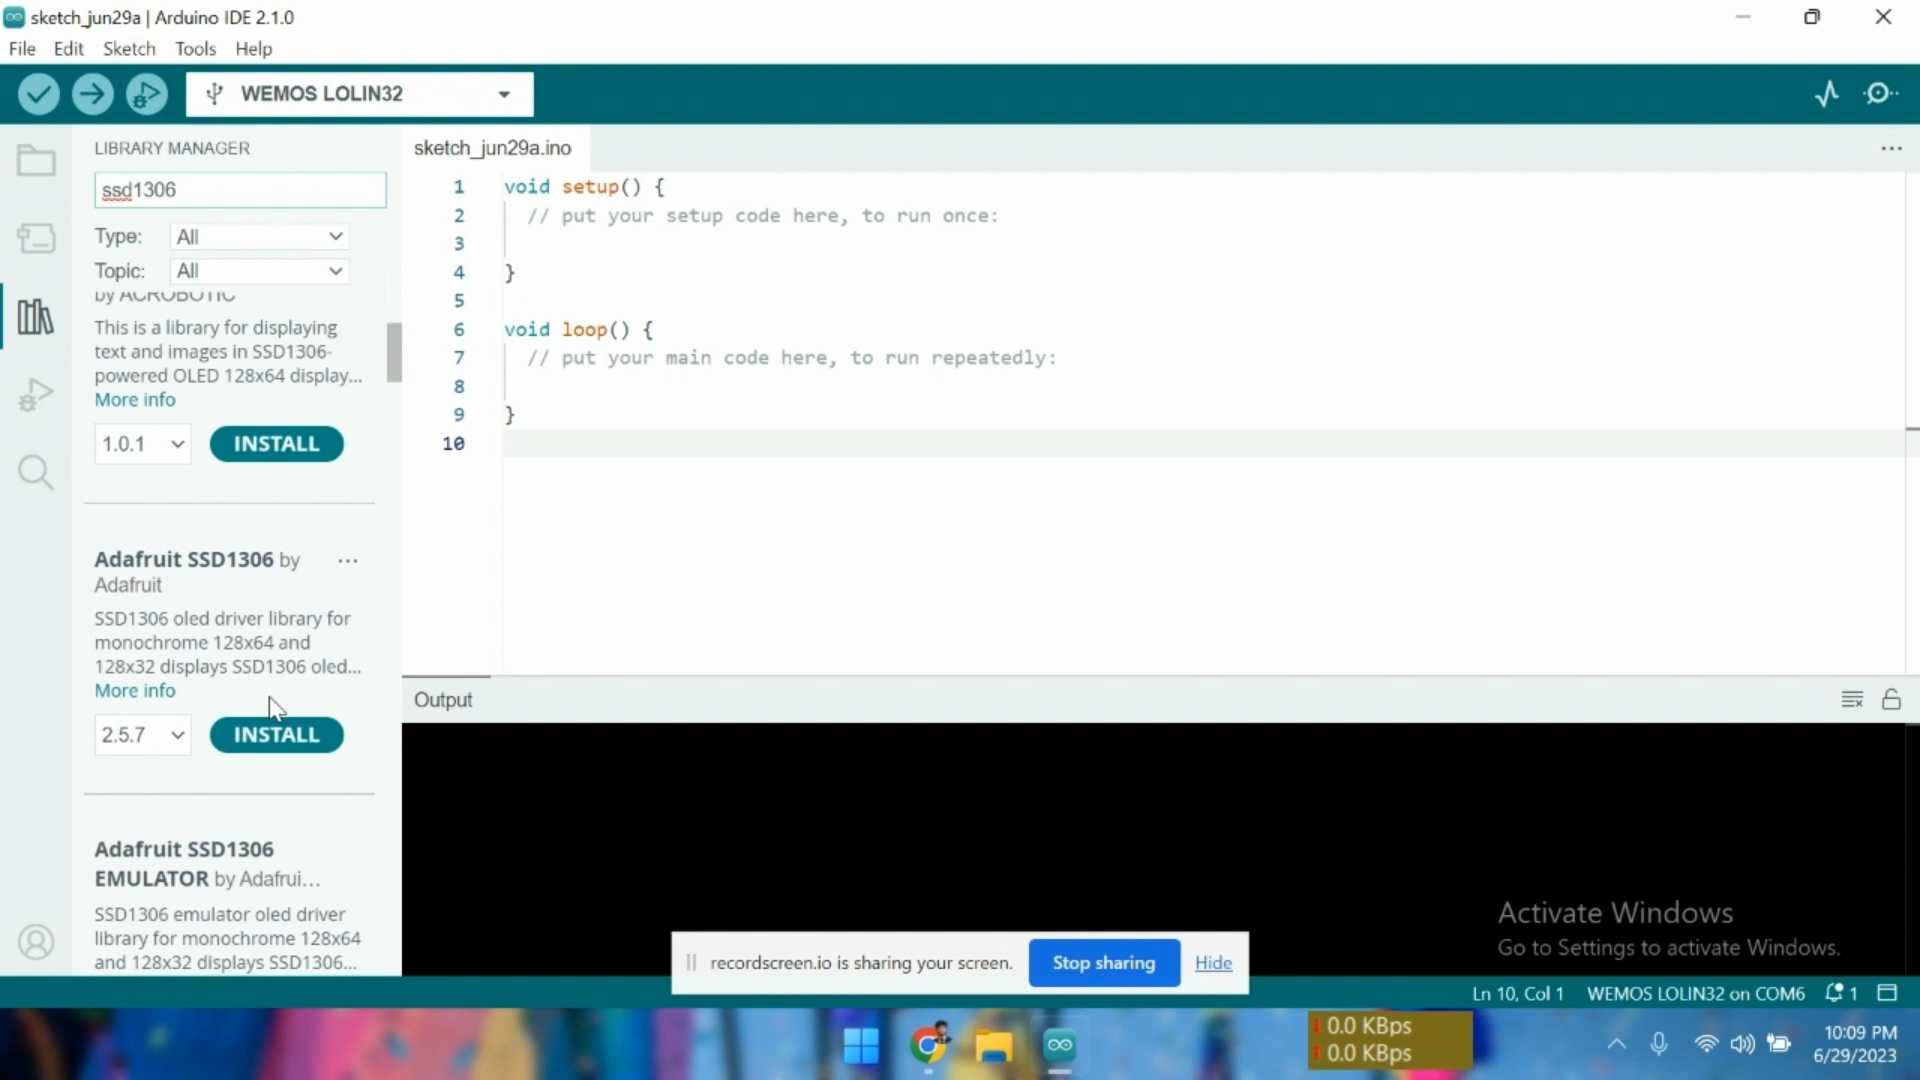 sketch_jun29a | Arduino IDE 2.1.0
File Edit Sketch Tools Help
WEMOS LOLIN32
LIBRARY MANAGER
ssd1306
Type: All
Topic: All
by ACROBOTIC
This is a library for displaying
text and images in SSD1306-
powered OLED 128x64 display...
More info
1.0.1 INSTALL
Adafruit SSD1306 by ...
Adafruit
SSD1306 oled driver library for
monochrome 128x64 and
128x32 displays SSD1306 oled...
More info
2.5.7 INSTALL
Adafruit SSD1306
EMULATOR by Adafrui...
SSD1306 emulator oled driver
library for monochrome 128x64
and 128x32 displays SSD1306...
sketch_jun29a.ino ...
1 void setup() {
2 // put your setup code here, to run once:
3
4 }
5
6 void loop() {
7 // put your main code here, to run repeatedly:
8
9 }
10
Output
Activate Windows
Go to Settings to activate Windows.
recordscreen.io is sharing your screen. Stop sharing Hide
Ln 10, Col 1 WEMOS LOLIN32 on COM6 1
0.0 KBps
0.0 KBps
10:09 PM
6/29/2023